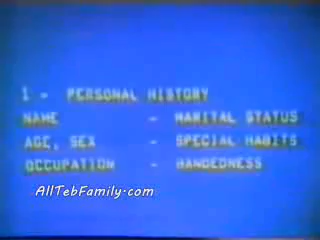 1 - PERSONAL HISTORY
NAME - MARITAL STATUS
AGE, SEX - SPECIAL HABITS
OCCUPATION - HANDEDNESS
AllTebFamily.com